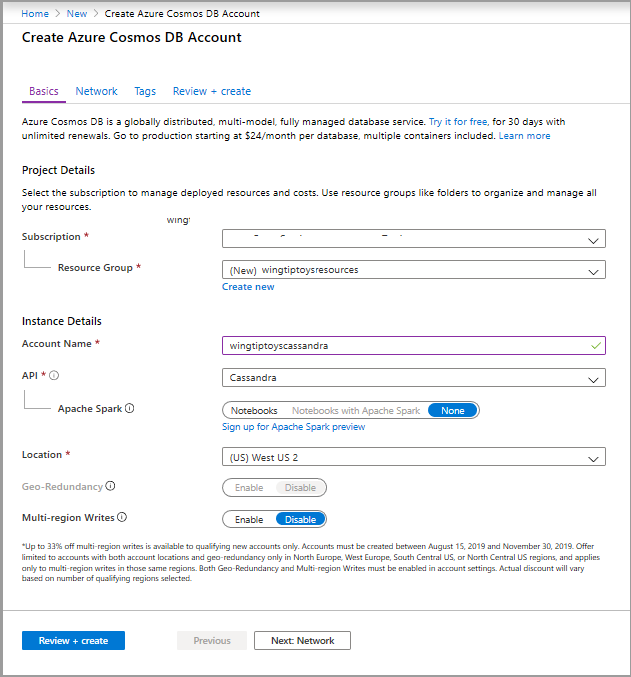 Home > New > Create Azure Cosmos DB Account
Create Azure Cosmos DB Account
Basics Network Tags Review + create
Azure Cosmos DB is a globally distributed, multi-model, fully managed database service. Try it for free, for 30 days with
unlimited renewals. Go to production starting at $24/month per database, multiple containers included. Learn more
Project Details
Select the subscription to manage deployed resources and costs. Use resource groups like folders to organize and manage all
your resources.
wing
Subscription *
Resource Group * (New) wingtiptoysresources
Create new
Instance Details
Account Name * wingtiptoyscassandra
API * Cassandra
Apache Spark Notebooks Notebooks with Apache Spark None
Sign up for Apache Spark preview
Location * (US) West US 2
Geo-Redundancy Enable Disable
Multi-region Writes Enable Disable
*Up to 33% off multi-region writes is available to qualifying new accounts only. Accounts must be created between August 15, 2019 and November 30, 2019. Offer
limited to accounts with both account locations and geo-redundancy only in North Europe, West Europe, South Central US, or North Central US regions, and applies
only to multi-region writes in those same regions. Both Geo-Redundancy and Multi-region Writes must be enabled in account settings. Actual discount will vary
based on number of qualifying regions selected.
Review + create Previous Next: Network